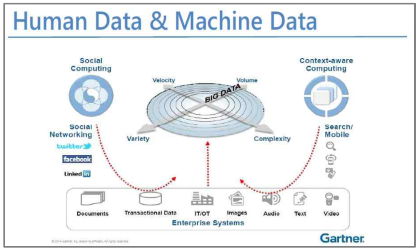 Human Data & Machine Data
Social
Computing
Context-aware
Computing
Velocity
Volume
BIG DATA
Variety
Complexity
Social
Networking
twitter
facebook
Linked in
Search/
Mobile
Documents
Transactional Data
IT/OT
Images
Audio
Text
Video
Enterprise Systems
Gartner